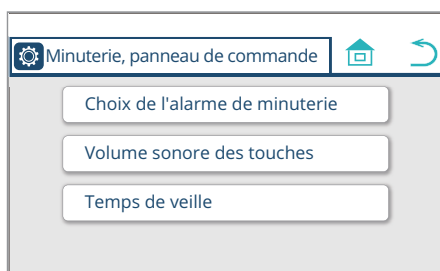 Minuterie, panneau de commande
Choix de l'alarme de minuterie
Volume sonore des touches
Temps de veille